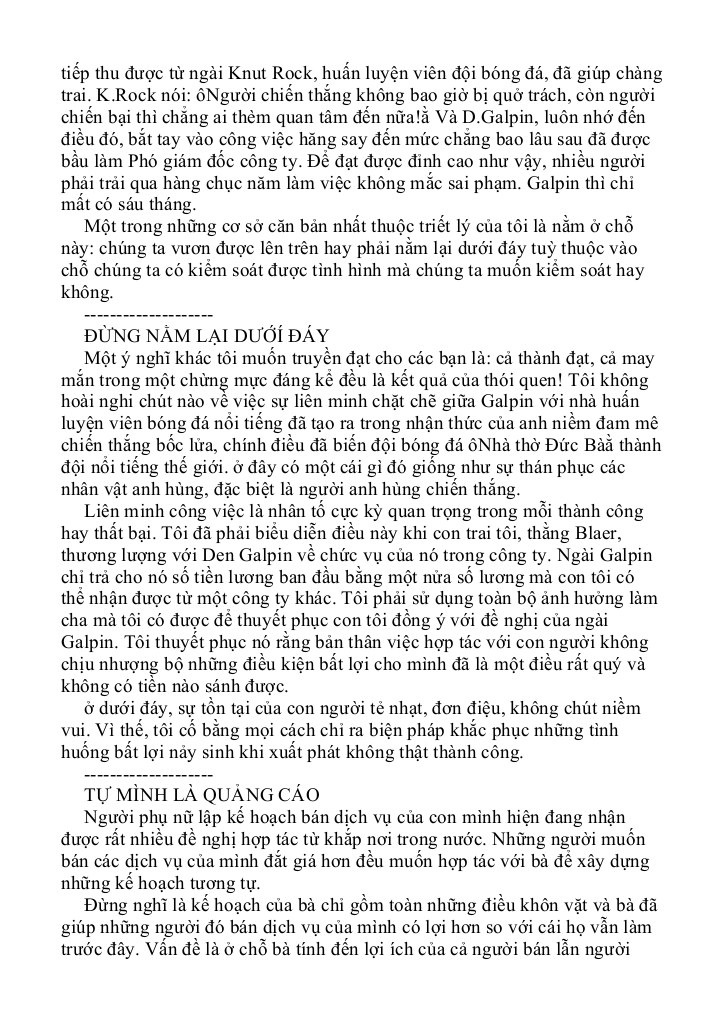 tiếp thu được từ ngài Knut Rock, huấn luyện viên đội bóng đá, đã giúp chàng
trai. K.Rock nói: ôNgười chiến thắng không bao giờ bị quở trách, còn người
chiến bại thì chẳng ai thèm quan tâm đến nữa!ằ Và D.Galpin, luôn nhớ đến
điều đó, bắt tay vào công việc hăng say đến mức chẳng bao lâu sau đã được
bầu làm Phó giám đốc công ty. Để đạt được đỉnh cao như vậy, nhiều người
phải trải qua hàng chục năm làm việc không mắc sai phạm. Galpin thì chỉ
mất có sáu tháng.
Một trong những cơ sở căn bản nhất thuộc triết lý của tôi là nằm ở chỗ
này: chúng ta vươn được lên trên hay phải nằm lại dưới đáy tuỳ thuộc vào
chỗ chúng ta có kiểm soát được tình hình mà chúng ta muốn kiểm soát hay
không.
--------------------
ĐỪNG NẰM LẠI DƯỚÍ ĐÁY
Một ý nghĩ khác tôi muốn truyền đạt cho các bạn là: cả thành đạt, cả may
mắn trong một chừng mực đáng kể đều là kết quả của thói quen! Tôi không
hoài nghi chút nào về việc sự liên minh chặt chẽ giữa Galpin với nhà huấn
luyện viên bóng đá nổi tiếng đã tạo ra trong nhận thức của anh niềm đam mê
chiến thắng bốc lửa, chính điều đã biến đội bóng đá ôNhà thờ Đức Bàằ thành
đội nổi tiếng thế giới. ở đây có một cái gì đó giống như sự thán phục các
nhân vật anh hùng, đặc biệt là người anh hùng chiến thắng.
Liên minh công việc là nhân tố cực kỳ quan trọng trong mỗi thành công
hay thất bại. Tôi đã phải biểu diễn điều này khi con trai tôi, thằng Blaer,
thương lượng với Den Galpin về chức vụ của nó trong công ty. Ngài Galpin
chỉ trả cho nó số tiền lương ban đầu bằng một nửa số lương mà con tôi có
thể nhận được từ một công ty khác. Tôi phải sử dụng toàn bộ ảnh hưởng làm
cha mà tôi có được để thuyết phục con tôi đồng ý với đề nghị của ngài
Galpin. Tôi thuyết phục nó rằng bản thân việc hợp tác với con người không
chịu nhượng bộ những điều kiện bất lợi cho mình đã là một điều rất quý và
không có tiền nào sánh được.
ở dưới đáy, sự tồn tại của con người tẻ nhạt, đơn điệu, không chút niềm
vui. Vì thế, tôi cố bằng mọi cách chỉ ra biện pháp khắc phục những tình
huống bất lợi nảy sinh khi xuất phát không thật thành công.
--------------------
TỰ MÌNH LÀ QUẢNG CÁO
Người phụ nữ lập kế hoạch bán dịch vụ của con mình hiện đang nhận
được rất nhiều đề nghị hợp tác từ khắp nơi trong nước. Những người muốn
bán các dịch vụ của mình đắt giá hơn đều muốn hợp tác với bà để xây dựng
những kế hoạch tương tự.
Đừng nghĩ là kế hoạch của bà chỉ gồm toàn những điều khôn vặt và bà đã
giúp những người đó bán dịch vụ của mình có lợi hơn so với cái họ vẫn làm
trước đây. Vấn đề là ở chỗ bà tính đến lợi ích của cả người bán lẫn người